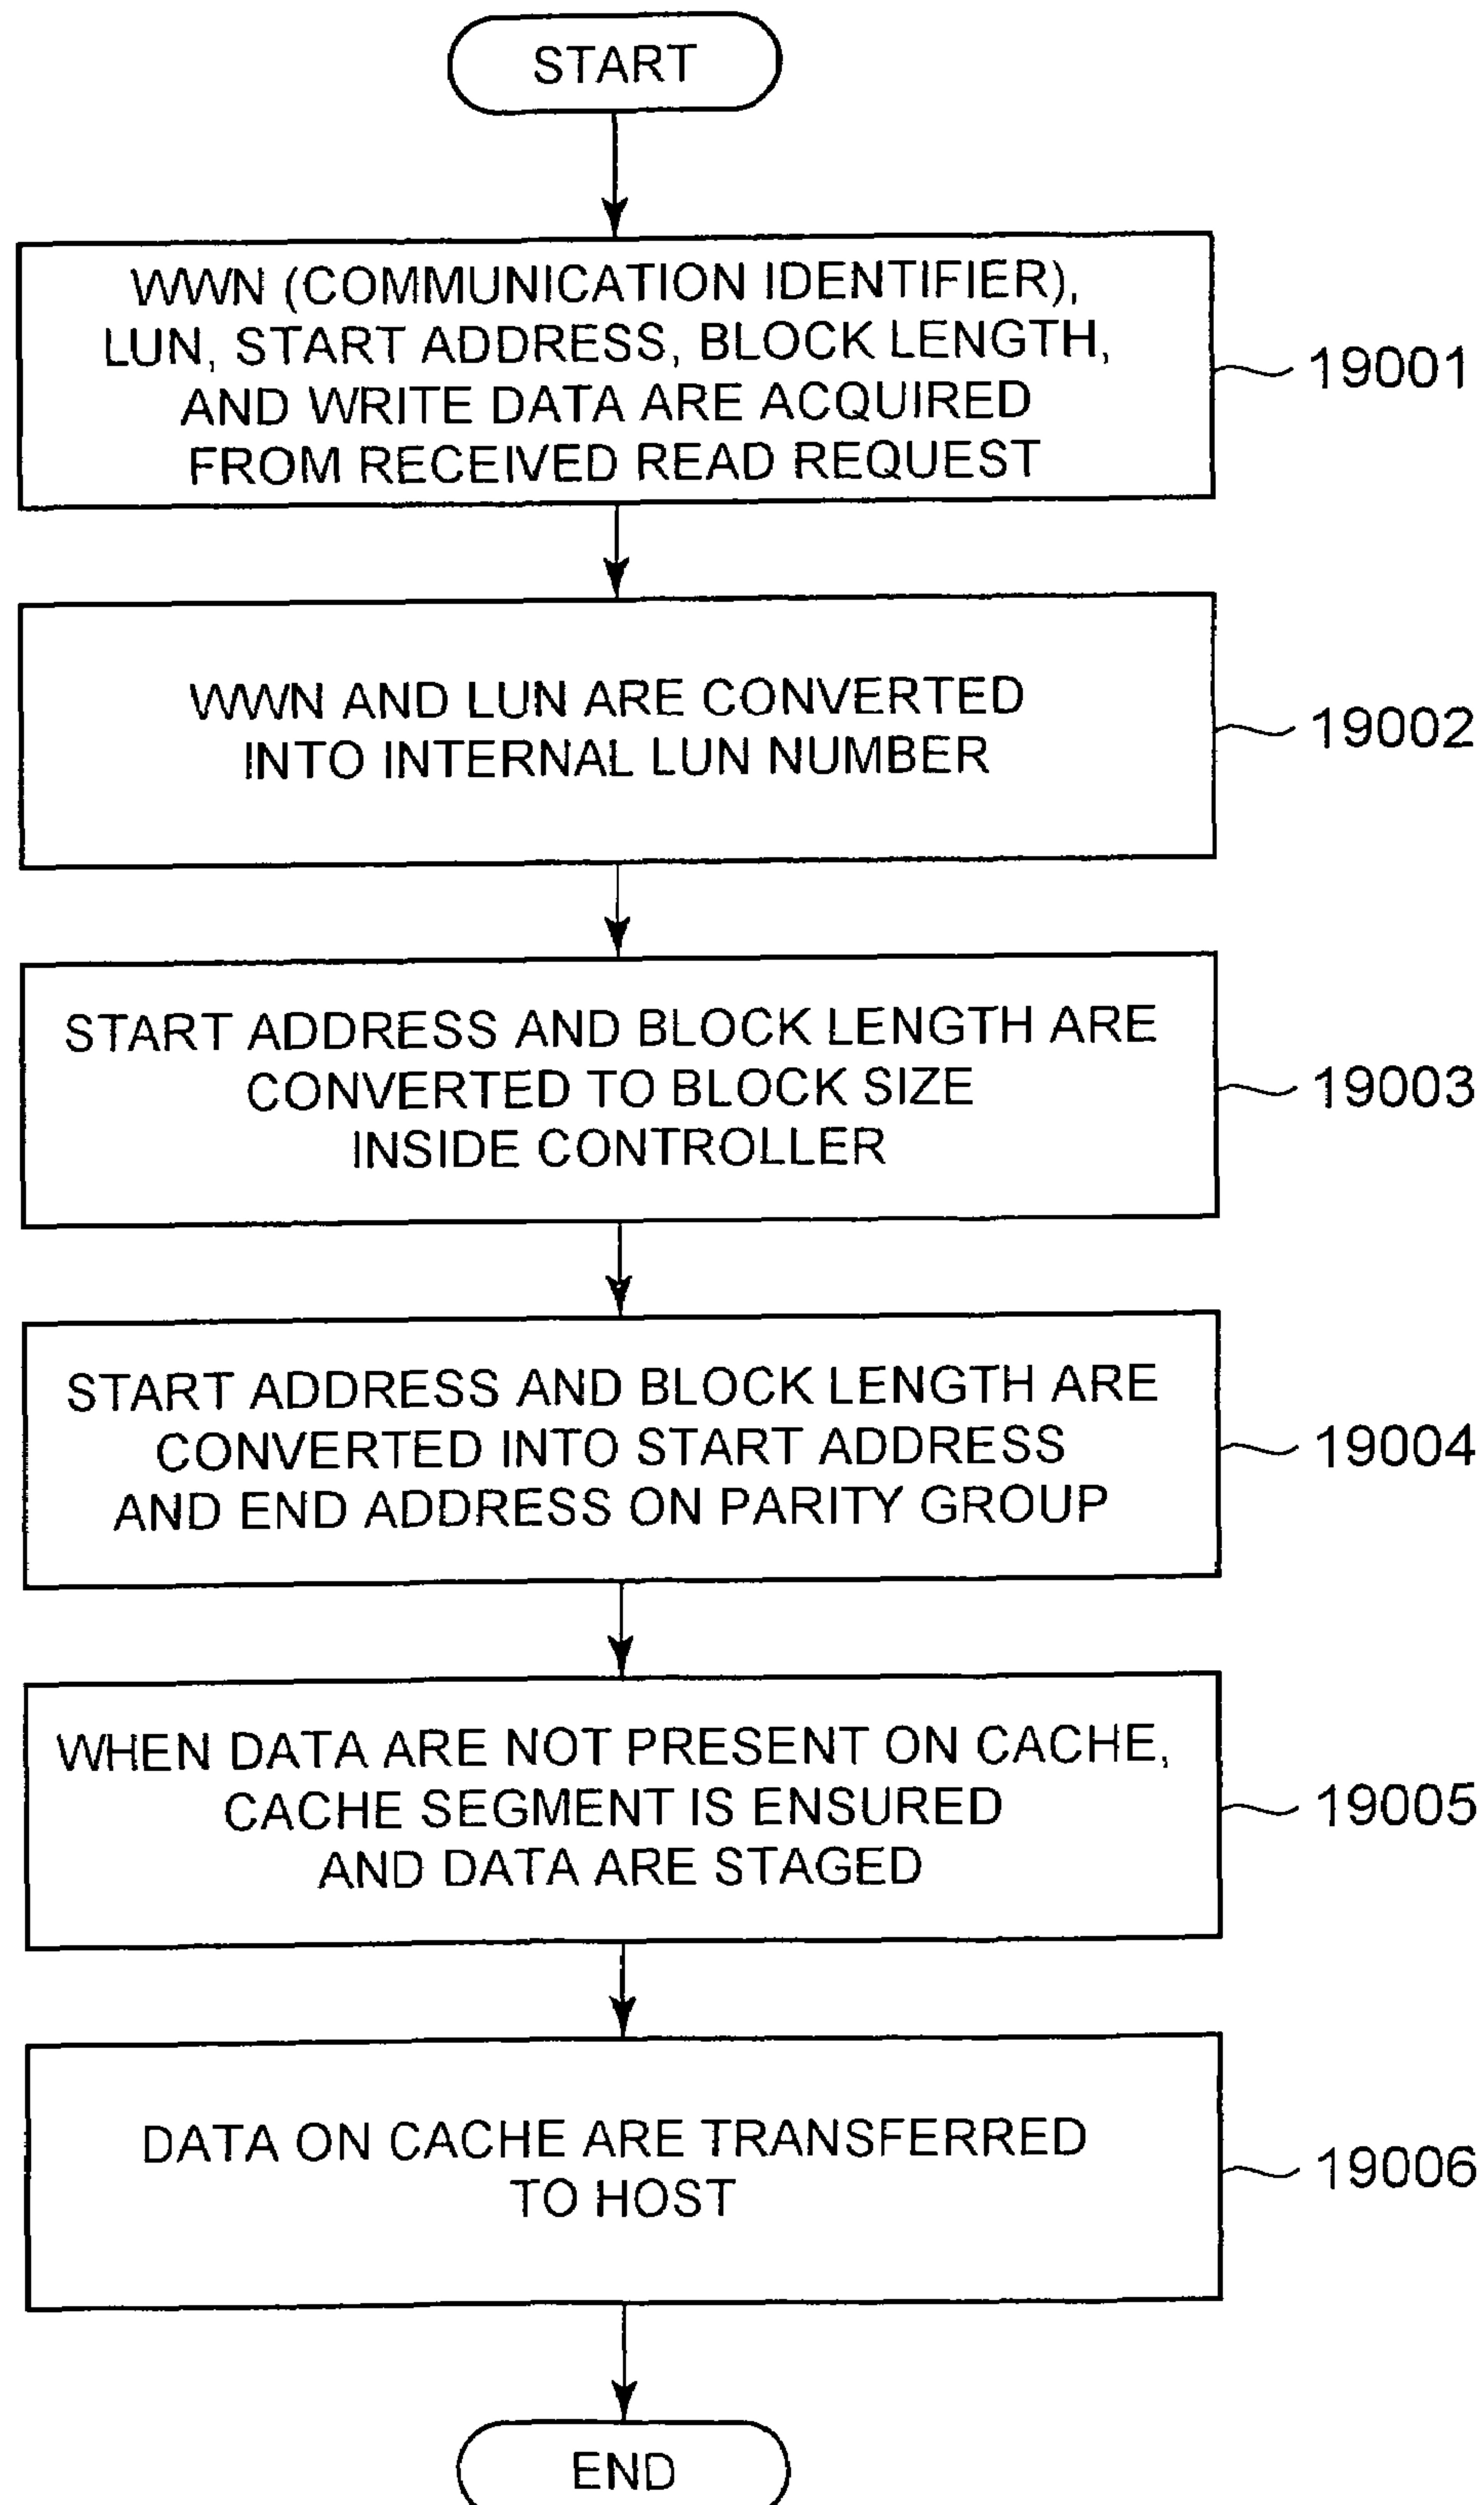 START
WWN (COMMUNICATION IDENTIFIER),
LUN, START ADDRESS, BLOCK LENGTH,
AND WRITE DATA ARE ACQUIRED
FROM RECEIVED READ REQUEST
19001
WWN AND LUN ARE CONVERTED
INTO INTERNAL LUN NUMBER
19002
START ADDRESS AND BLOCK LENGTH ARE
CONVERTED TO BLOCK SIZE
INSIDE CONTROLLER
19003
START ADDRESS AND BLOCK LENGTH ARE
CONVERTED INTO START ADDRESS
AND END ADDRESS ON PARITY GROUP
19004
WHEN DATA ARE NOT PRESENT ON CACHE,
CACHE SEGMENT IS ENSURED
AND DATA ARE STAGED
19005
DATA ON CACHE ARE TRANSFERRED
TO HOST
19006
END